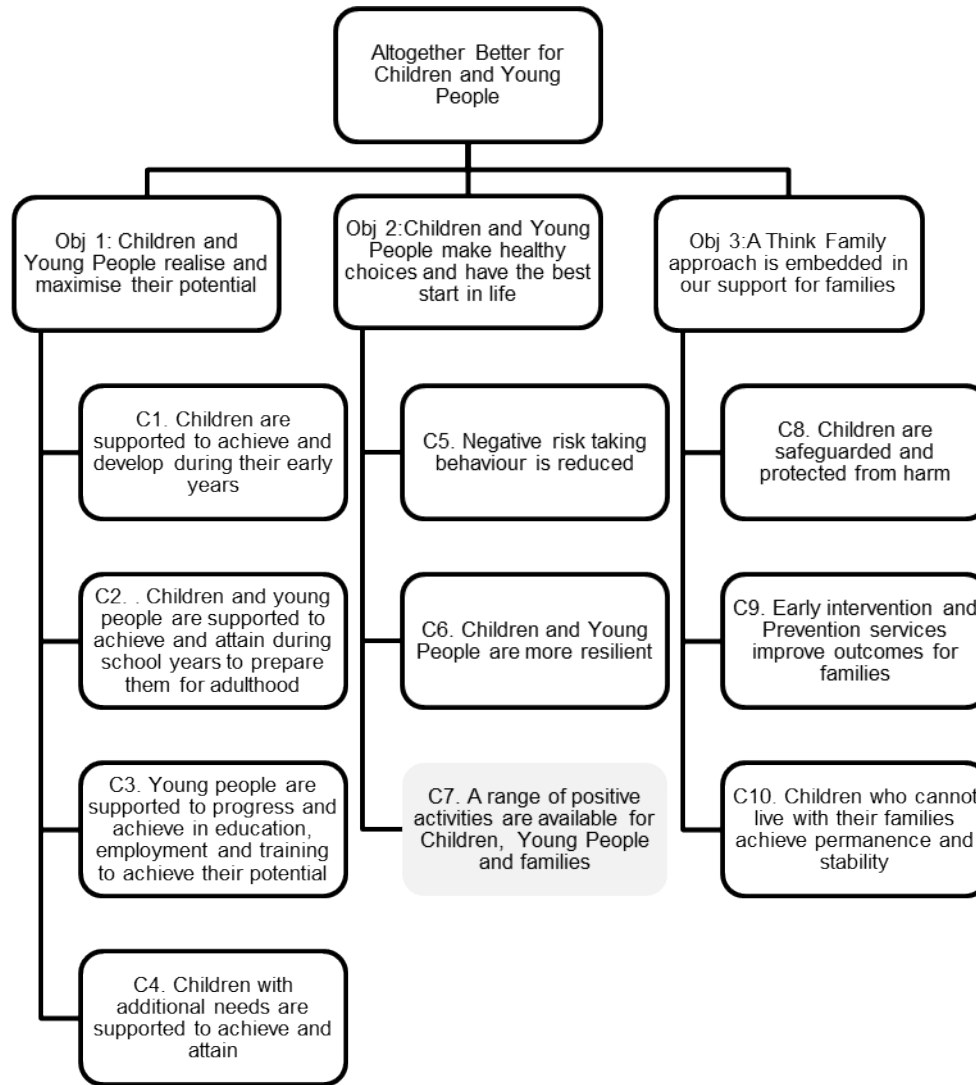 Altogether Better for
Children and Young
People
Obj 1: Children and
Young People realise and
maximise their potential
C1. Children are
supported to achieve and
develop during their early
years
C2. . Children and young
people are supported to
achieve and attain during
school years to prepare
them for adulthood
C3. Young people are
supported to progress and
achieve in education,
employment and training
to achieve their potential
C4. Children with
additional needs are
supported to achieve and
attain
Obj 2:Children and Young
People make healthy
choices and have the best
start in life
C5. Negative risk taking
behaviour is reduced
C6. Children and Young
People are more resilient
C7. A range of positive
activities are available for
Children, Young People
and families
Obj 3:A Think Family
approach is embedded in
our support for families
C8. Children are
safeguarded and
protected from harm
C9. Early intervention and
Prevention services
improve outcomes for
families
C10. Children who cannot
live with their families
achieve permanence and
stability